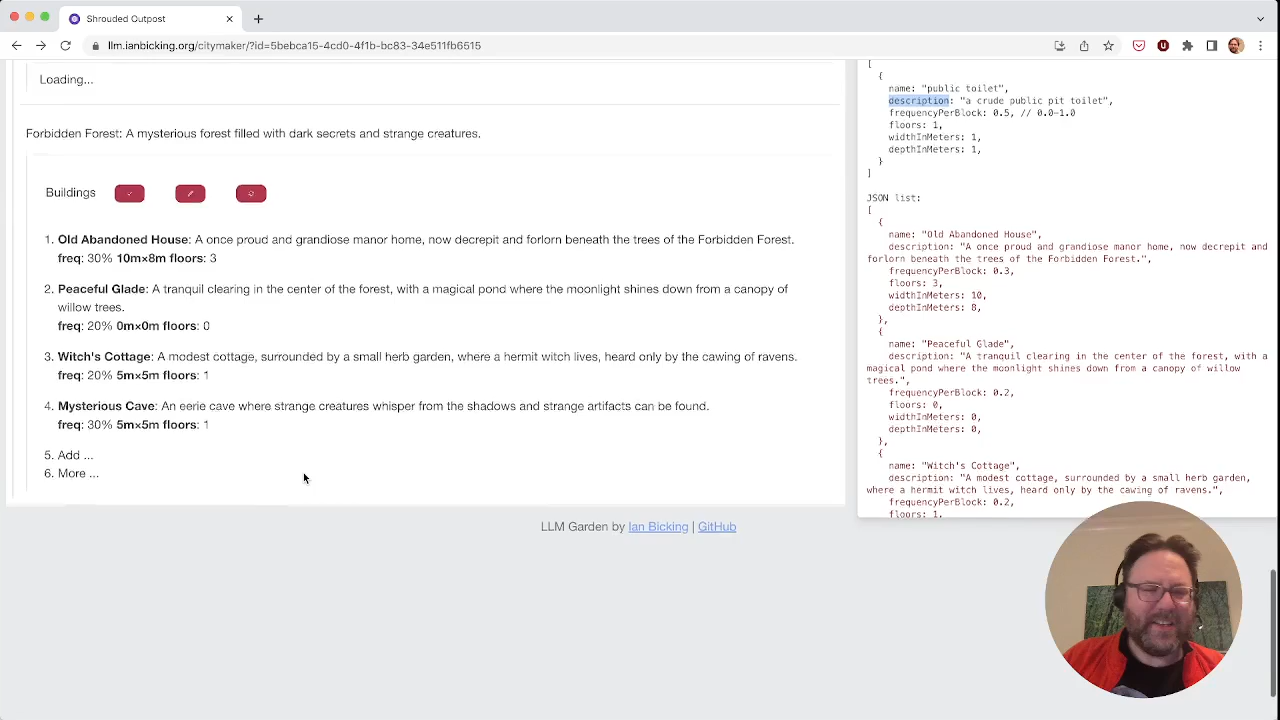 Shrouded Outpost
llm.ianbicking.org/citymaker/?id=5bebca15-4cd0-4f1b-bc83-34e511fb6515
Loading...
Forbidden Forest: A mysterious forest filled with dark secrets and strange creatures.
Buildings
1. Old Abandoned House: A once proud and grandiose manor home, now decrepit and forlorn beneath the trees of the Forbidden Forest.
freq: 30% 10m×8m floors: 3
2. Peaceful Glade: A tranquil clearing in the center of the forest, with a magical pond where the moonlight shines down from a canopy of
willow trees.
freq: 20% 0m×0m floors: 0
3. Witch's Cottage: A modest cottage, surrounded by a small herb garden, where a hermit witch lives, heard only by the cawing of ravens.
freq: 20% 5m×5m floors: 1
4. Mysterious Cave: An eerie cave where strange creatures whisper from the shadows and strange artifacts can be found.
freq: 30% 5m×5m floors: 1
5. Add ...
6. More ...
[
{
name: "public toilet",
description: "a crude public pit toilet",
frequencyPerBlock: 0.5, // 0.0-1.0
floors: 1,
widthInMeters: 1,
depthInMeters: 1,
}
]
JSON list:
[
{
name: "Old Abandoned House",
description: "A once proud and grandiose manor home, now decrepit and
forlorn beneath the trees of the Forbidden Forest.",
frequencyPerBlock: 0.3,
floors: 3,
widthInMeters: 10,
depthInMeters: 8,
},
{
name: "Peaceful Glade",
description: "A tranquil clearing in the center of the forest, with a
magical pond where the moonlight shines down from a canopy of willow
trees.",
frequencyPerBlock: 0.2,
floors: 0,
widthInMeters: 0,
depthInMeters: 0,
},
{
name: "Witch's Cottage",
description: "A modest cottage, surrounded by a small herb garden,
where a hermit witch lives, heard only by the cawing of ravens.",
frequencyPerBlock: 0.2,
floors: 1,
LLM Garden by Ian Bicking | GitHub